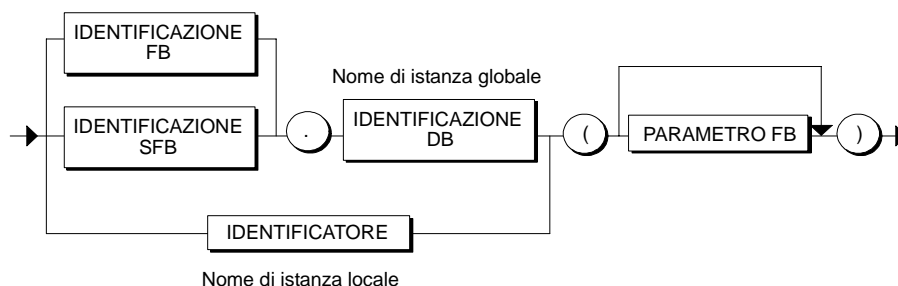 IDENTIFICAZIONE
FB
Nome di istanza globale
IDENTIFICAZIONE
SFB
.
IDENTIFICAZIONE
DB
(
PARAMETRO FB
)
IDENTIFICATORE
Nome di istanza locale